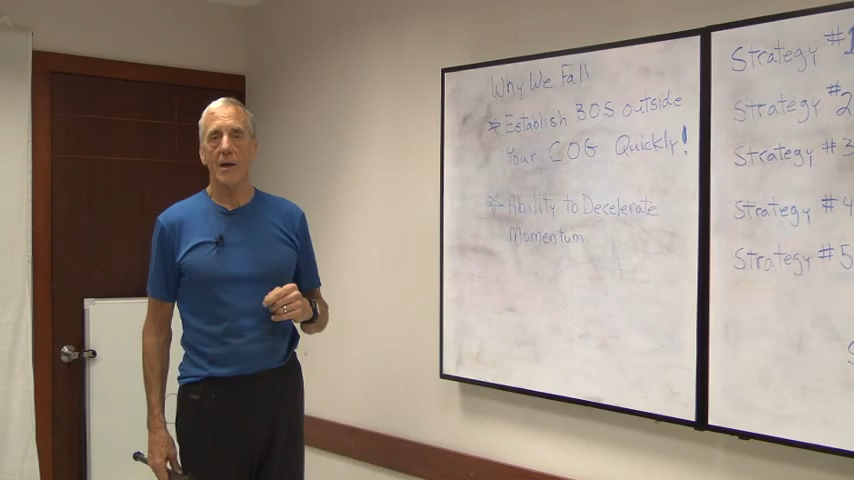 Why We Fall
* Establish BOS outside
Your COG Quickly!
* Ability to Decelerate
Momentum
Strategy #1
Strategy #2
Strategy #3
Strategy #4
Strategy #5